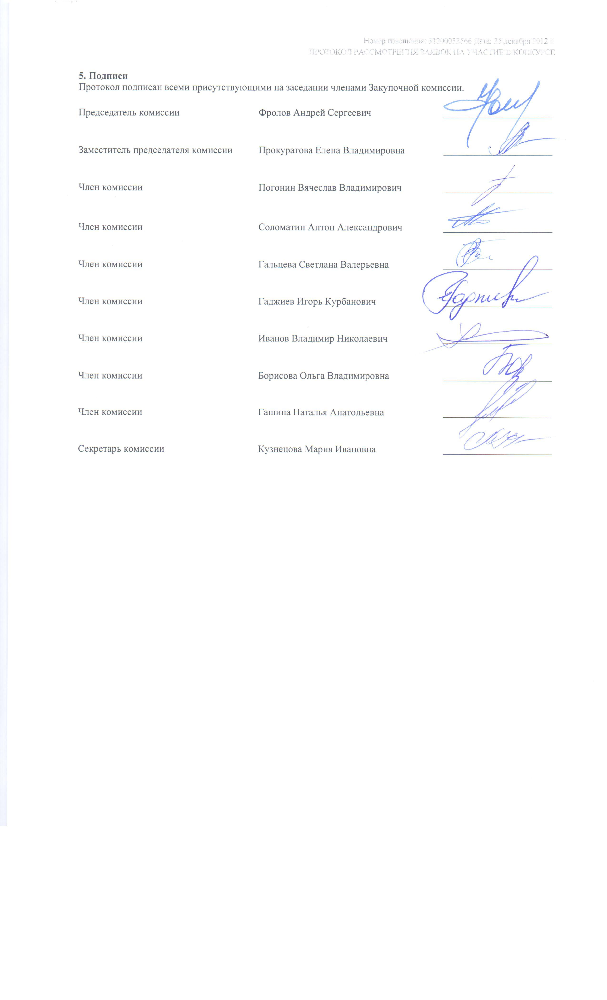 Номер извещения: 31200052566 Дата: 25 декабря 2012 г.
ПРОТОКОЛ РАССМОТРЕНИЯ ЗАЯВОК НА УЧАСТИЕ В КОНКУРСЕ
5. Подписи
Протокол подписан всеми присутствующими на заседании членами Закупочной комиссии.
Председатель комиссии Фролов Андрей Сергеевич
Заместитель председателя комиссии Прокуратова Елена Владимировна
Член комиссии Погонин Вячеслав Владимирович
Член комиссии Соломатин Антон Александрович
Член комиссии Гальцева Светлана Валерьевна
Член комиссии Гаджиев Игорь Курбанович
Член комиссии Иванов Владимир Николаевич
Член комиссии Борисова Ольга Владимировна
Член комиссии Гашина Наталья Анатольевна
Секретарь комиссии Кузнецова Мария Ивановна